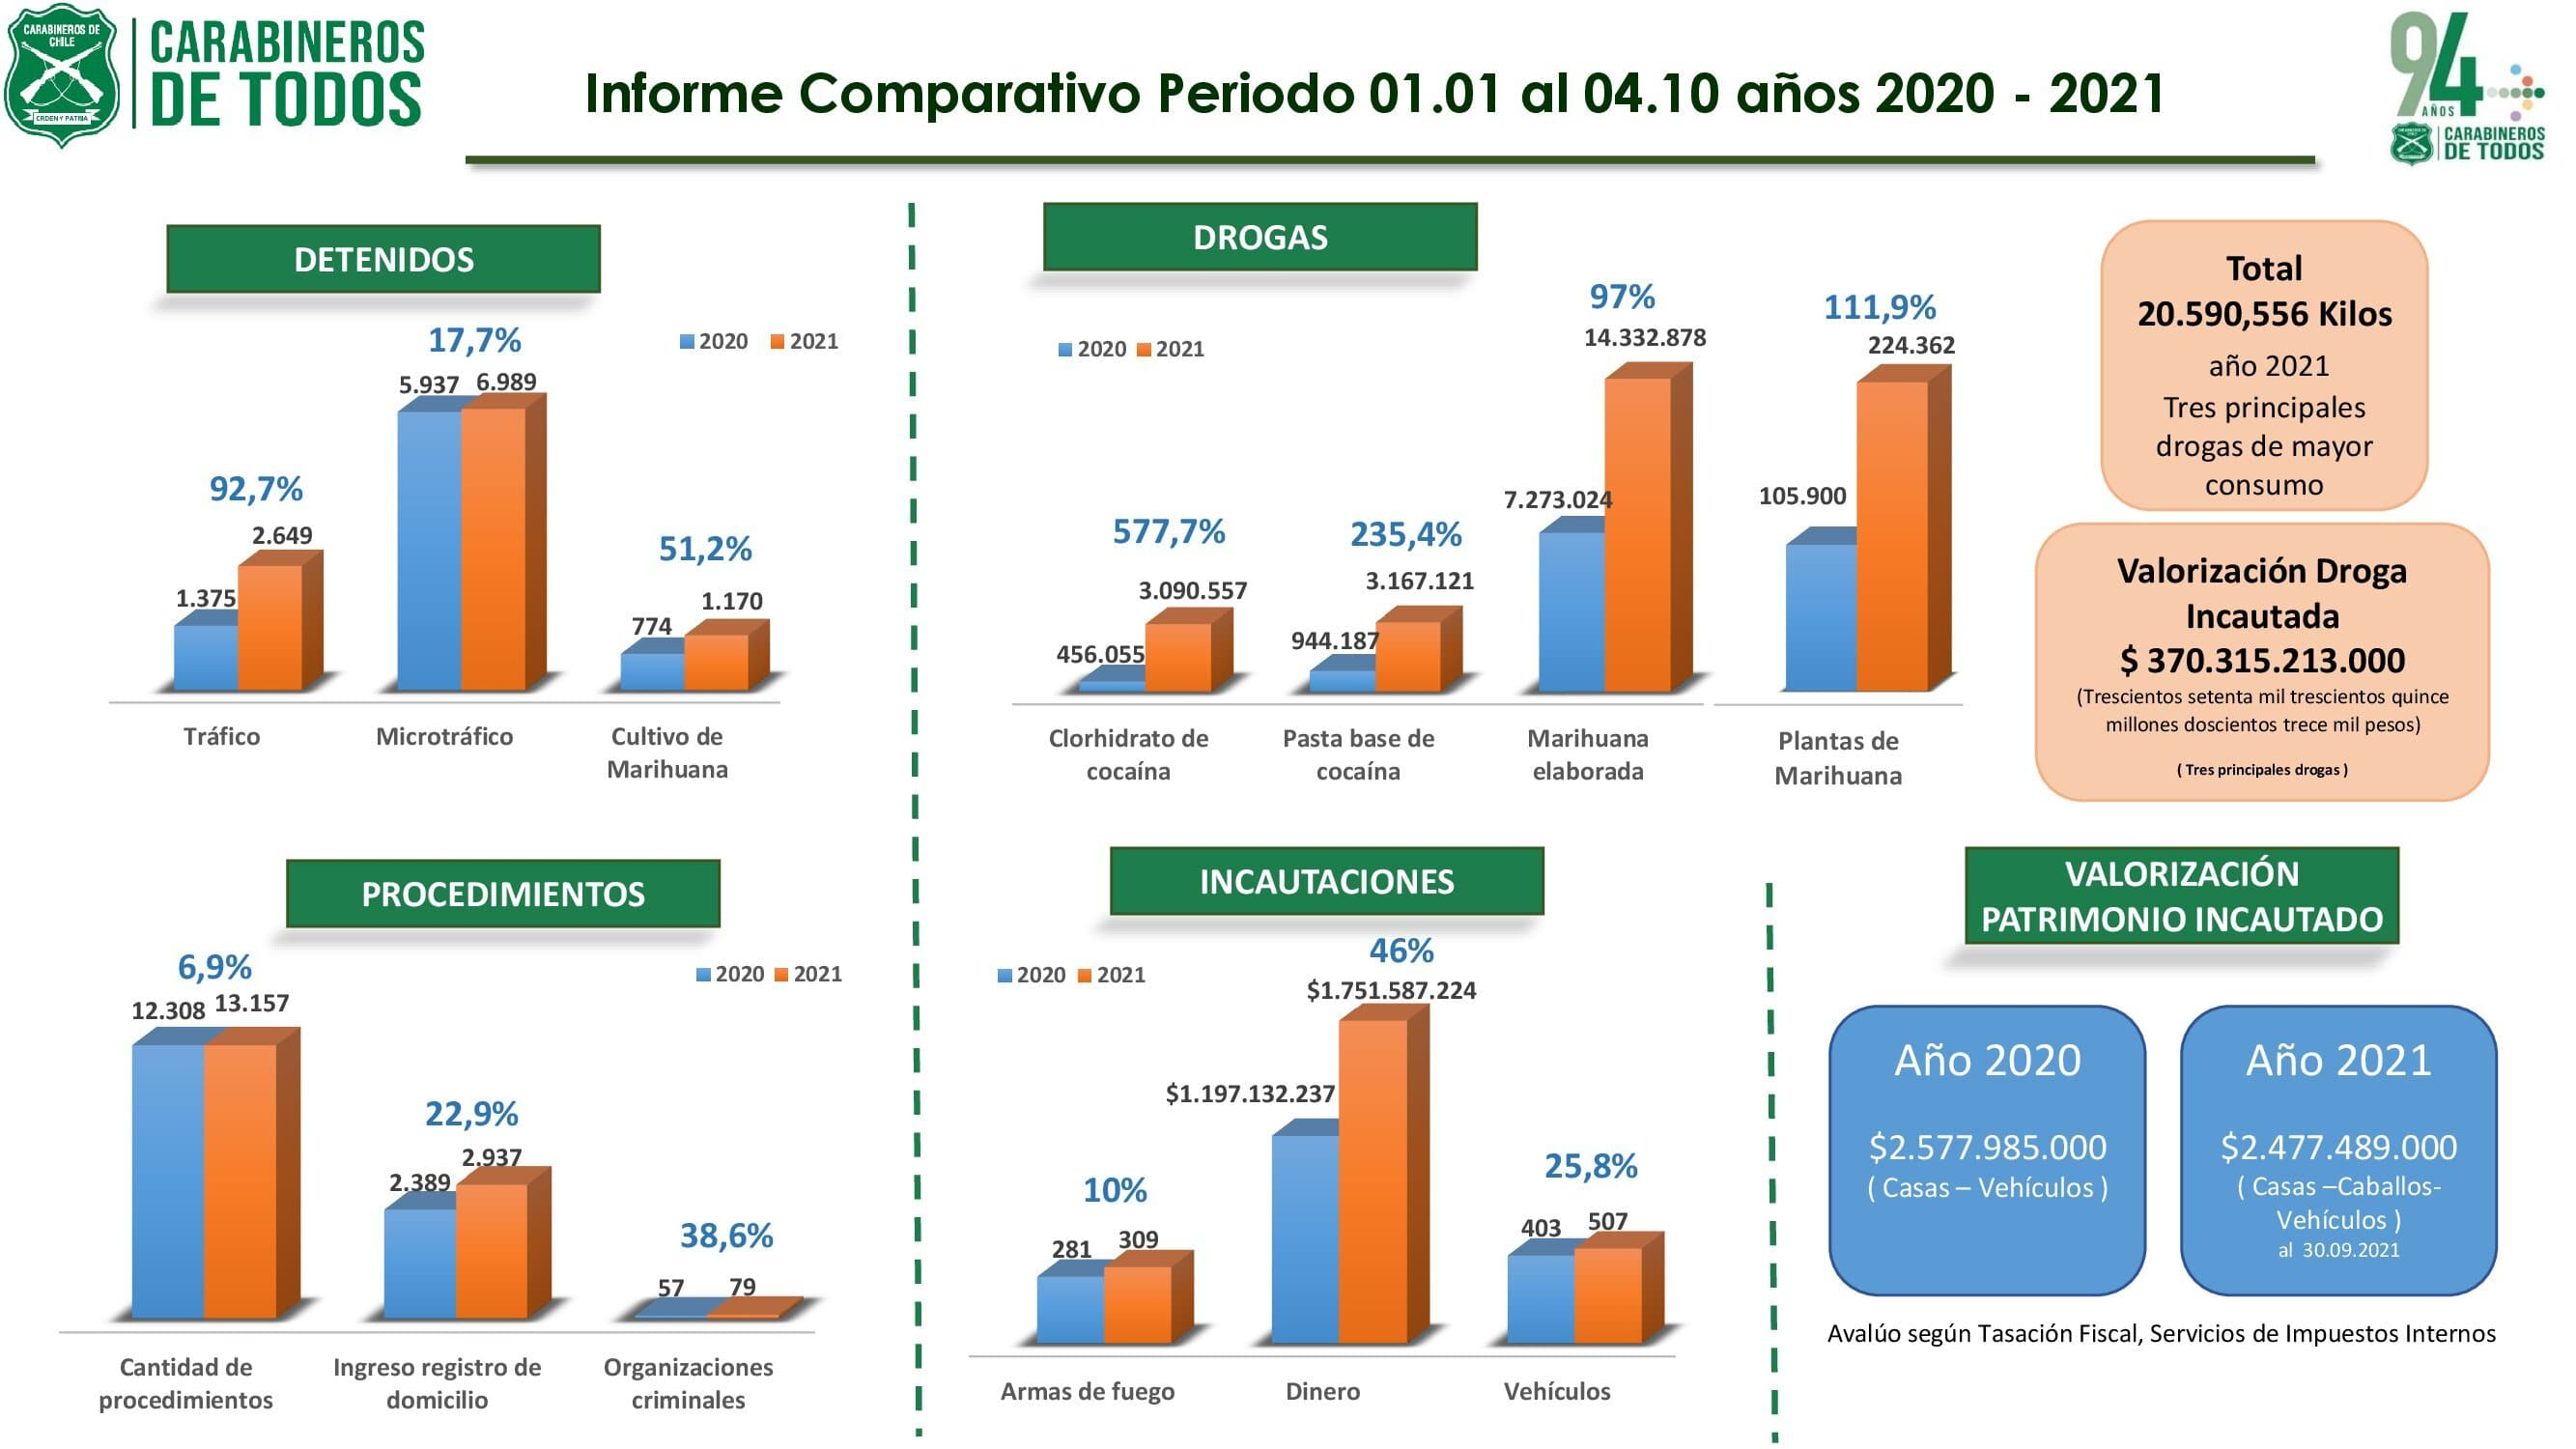 CARABINEROS DE
CHILE
ORDEN Y PATRIA
CARABINEROS
DE TODOS
Informe Comparativo Periodo 01.01 al 04.10 años 2020 - 2021
94
AÑOS
CARABINEROS
DE TODOS
DETENIDOS
2020 2021
17,7%
5.937 6.989
92,7%
2.649
1.375
51,2%
1.170
774
Tráfico
Microtráfico
Cultivo de
Marihuana
DROGAS
2020 2021
97%
14.332.878
111,9%
224.362
7.273.024
105.900
577,7%
235,4%
3.090.557
3.167.121
456.055
944.187
Clorhidrato de
cocaína
Pasta base de
cocaína
Marihuana
elaborada
Plantas de
Marihuana
Total
20.590,556 Kilos
año 2021
Tres principales
drogas de mayor
consumo
Valorización Droga
Incautada
$ 370.315.213.000
(Trescientos setenta mil trescientos quince
millones doscientos trece mil pesos)
( Tres principales drogas )
PROCEDIMIENTOS
2020 2021
6,9%
12.308 13.157
22,9%
2.937
2.389
38,6%
57 79
Cantidad de
procedimientos
Ingreso registro de
domicilio
Organizaciones
criminales
INCAUTACIONES
2020 2021
46%
$1.751.587.224
$1.197.132.237
10%
281 309
25,8%
403 507
Armas de fuego
Dinero
Vehículos
VALORIZACIÓN
PATRIMONIO INCAUTADO
Año 2020
$2.577.985.000
( Casas – Vehículos )
Año 2021
$2.477.489.000
( Casas –Caballos-
Vehículos )
al 30.09.2021
Avalúo según Tasación Fiscal, Servicios de Impuestos Internos